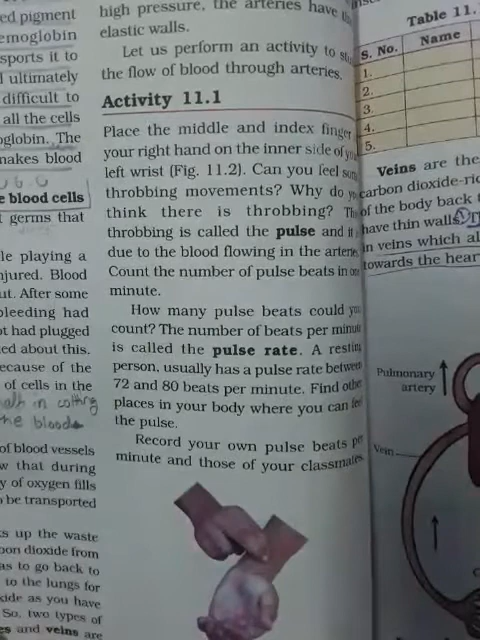 ed pigment
emoglobin
sports it to
ultimately
difficult to
all the cells
oglobin. The
makes blood
e blood cells
germs that
le playing a
njured. Blood
ut. After some
bleeding had
ot had plugged
ed about this.
ecause of the
of cells in the
in
the blood
of blood vessels
w that during
y of oxygen fills
be transported
ks up the waste
bon dioxide from
as to go back to
to the lungs for
xide as you have
So, two types of
es and veins are
high pressure, the arteries have
elastic walls.
Let us perform an activity to
the flow of blood through arteries.
Activity 11.1
Place the middle and index finger
your right hand on the inner side of
left wrist (Fig. 11.2). Can you feel
throbbing movements? Why do
think there is throbbing?
throbbing is called the pulse and
due to the blood flowing in the
Count the number of pulse beats in
minute.
How many pulse beats could
count? The number of beats per
is called the pulse rate. A
person, usually has a pulse rate between
72 and 80 beats per minute. Find
places in your body where you can
the pulse.
Record your own pulse beats
minute and those of your
Table 11.
S. No. Name
1.
2.
3.
4.
5.
Veins are the
carbon dioxide-ric
of the body back
have thin walls.
in veins which al
towards the hear
Pulmonary
artery
Vein